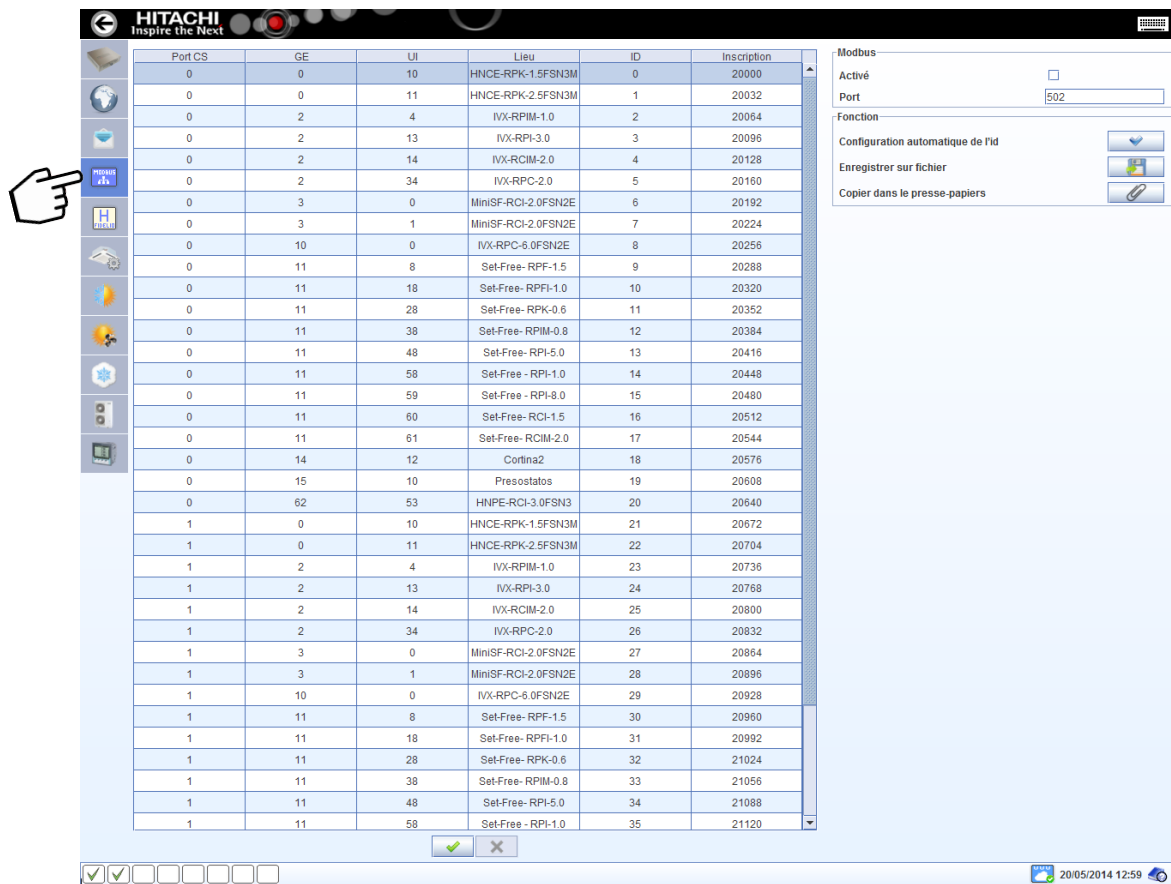 HITACHI
Inspire the Next
Port CS GE UI Lieu ID Inscription
0 0 10 HNCE-RPK-1.5FSN3M 0 20000
0 0 11 HNCE-RPK-2.5FSN3M 1 20032
0 2 4 IVX-RPIM-1.0 2 20064
0 2 13 IVX-RPI-3.0 3 20096
0 2 14 IVX-RCIM-2.0 4 20128
0 2 34 IVX-RPC-2.0 5 20160
0 3 0 MiniSF-RCI-2.0FSN2E 6 20192
0 3 1 MiniSF-RCI-2.0FSN2E 7 20224
0 10 0 IVX-RPC-6.0FSN2E 8 20256
0 11 8 Set-Free- RPF-1.5 9 20288
0 11 18 Set-Free- RPFI-1.0 10 20320
0 11 28 Set-Free- RPK-0.6 11 20352
0 11 38 Set-Free- RPIM-0.8 12 20384
0 11 48 Set-Free- RPI-5.0 13 20416
0 11 58 Set-Free - RPI-1.0 14 20448
0 11 59 Set-Free - RPI-8.0 15 20480
0 11 60 Set-Free- RCI-1.5 16 20512
0 11 61 Set-Free- RCIM-2.0 17 20544
0 14 12 Cortina2 18 20576
0 15 10 Presostatos 19 20608
0 62 53 HNPE-RCI-3.0FSN3 20 20640
1 0 10 HNCE-RPK-1.5FSN3M 21 20672
1 0 11 HNCE-RPK-2.5FSN3M 22 20704
1 2 4 IVX-RPIM-1.0 23 20736
1 2 13 IVX-RPI-3.0 24 20768
1 2 14 IVX-RCIM-2.0 25 20800
1 2 34 IVX-RPC-2.0 26 20832
1 3 0 MiniSF-RCI-2.0FSN2E 27 20864
1 3 1 MiniSF-RCI-2.0FSN2E 28 20896
1 10 0 IVX-RPC-6.0FSN2E 29 20928
1 11 8 Set-Free- RPF-1.5 30 20960
1 11 18 Set-Free- RPFI-1.0 31 20992
1 11 28 Set-Free- RPK-0.6 32 21024
1 11 38 Set-Free- RPIM-0.8 33 21056
1 11 48 Set-Free- RPI-5.0 34 21088
1 11 58 Set-Free - RPI-1.0 35 21120
Modbus
Activé
Port 502
Fonction
Configuration automatique de l'id
Enregistrer sur fichier
Copier dans le presse-papiers
MODBUS
H
FIDELIO
20/05/2014 12:59